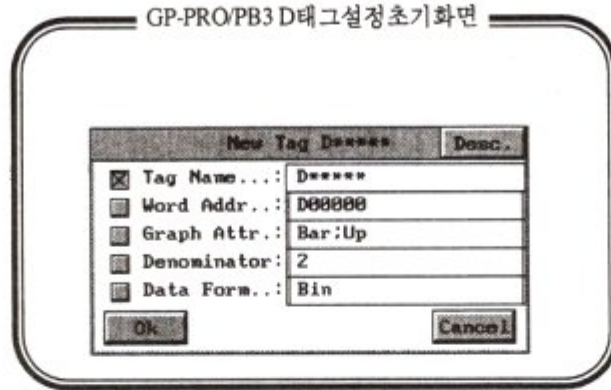 GP-PRO/PB3 D태그설정초기화면
New Tag D*****
Desc.
Tag Name...: D*****
Word Addr..: D00000
Graph Attr.: Bar;Up
Denominator: 2
Data Form..: Bin
Ok
Cancel